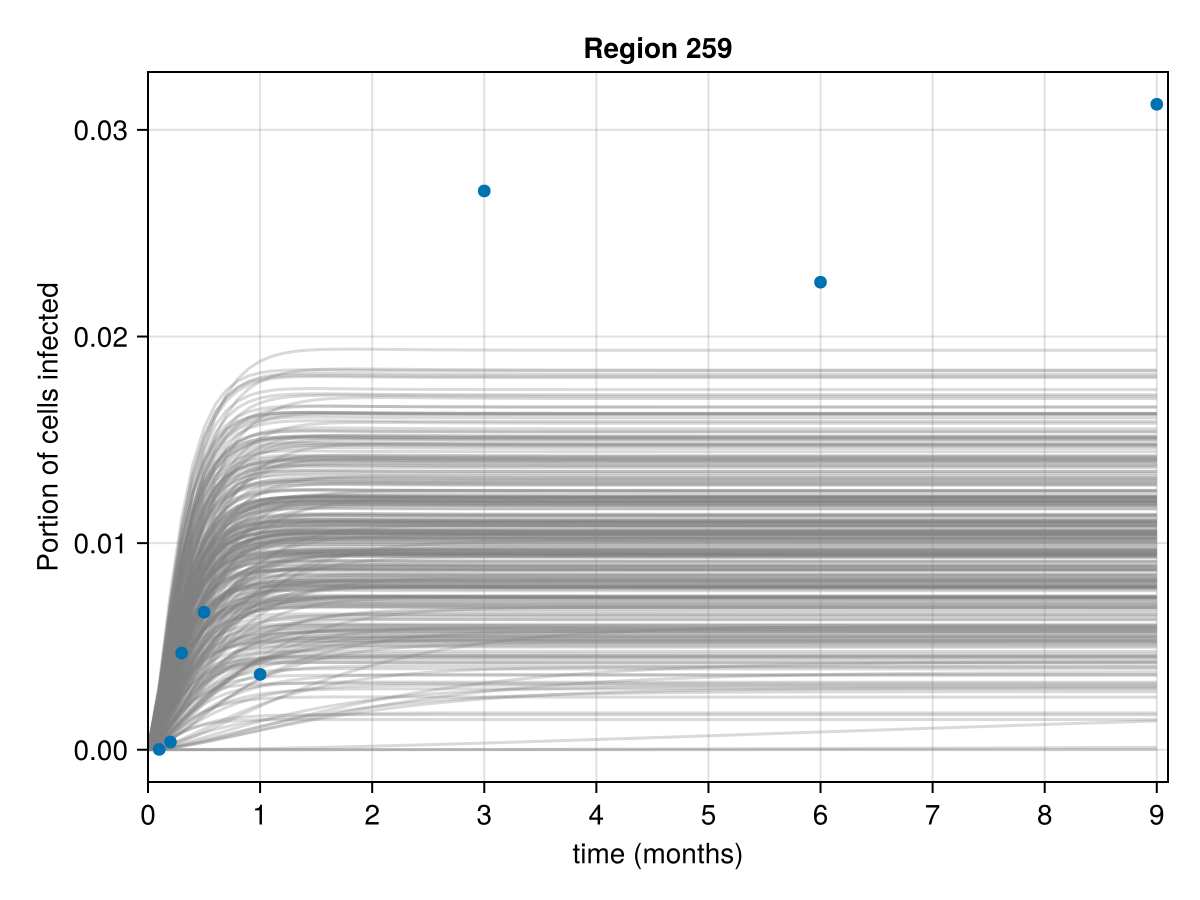 Region 259
Portion of cells infected
0.03
0.02
0.01
0.00
0 1 2 3 4 5 6 7 8 9
time (months)